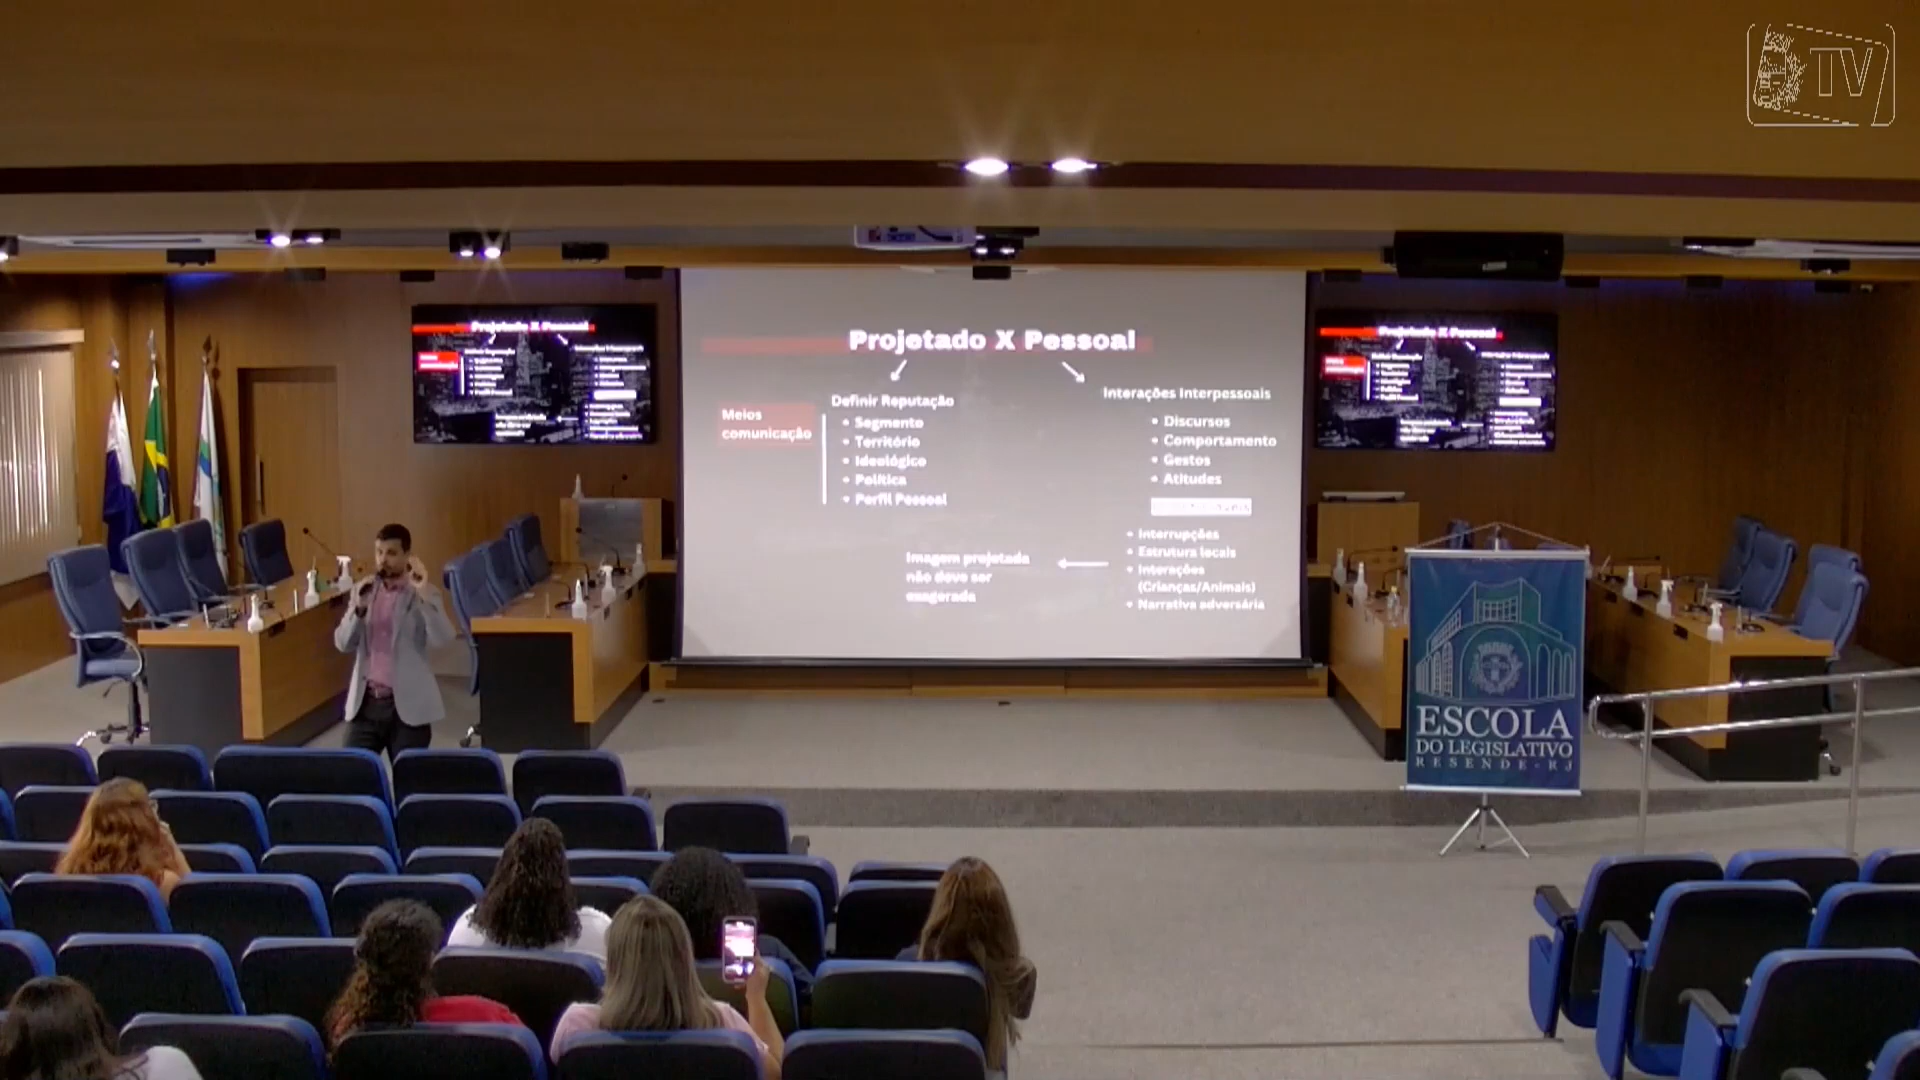 TV
Projetado X Pessoal
Meios
comunicação
Definir Reputação
• Segmento
• Território
• Ideológico
• Política
• Perfil Pessoal
Interações Interpessoais
• Discursos
• Comportamento
• Gestos
• Atitudes
• Interrupções
• Estrutura locais
• Interações
(Crianças/Animais)
• Narrativa adversária
Imagem projetada
não deve ser
exagerada
ESCOLA
DO LEGISLATIVO
RESENDE-RJ